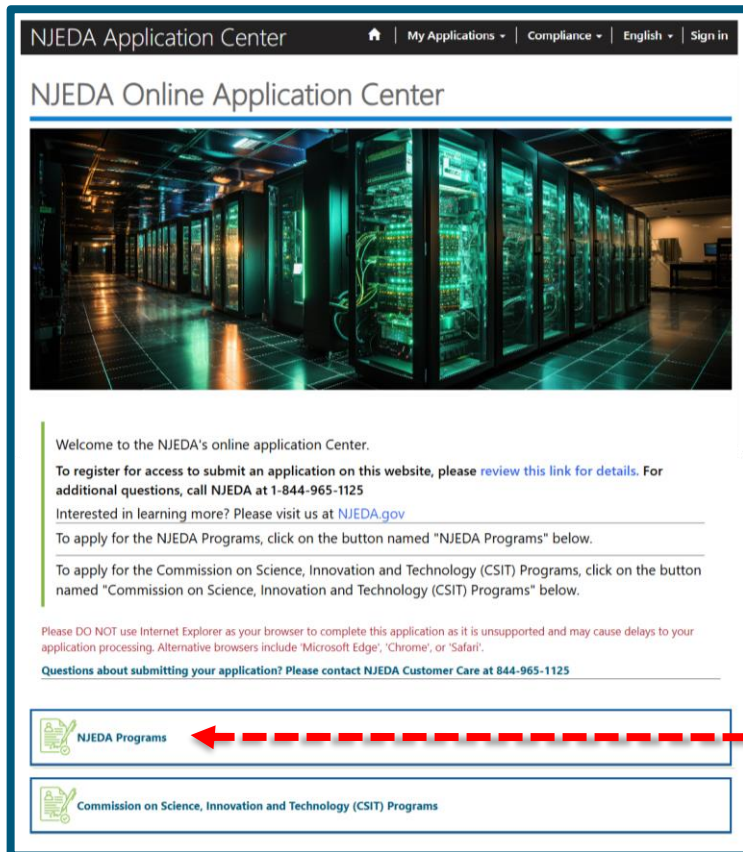 NJEDA Application Center
My Applications
Compliance
English
Sign in
NJEDA Online Application Center
Welcome to the NJEDA's online application Center.
To register for access to submit an application on this website, please review this link for details. For
additional questions, call NJEDA at 1-844-965-1125
Interested in learning more? Please visit us at NJEDA.gov
To apply for the NJEDA Programs, click on the button named "NJEDA Programs" below.
To apply for the Commission on Science, Innovation and Technology (CSIT) Programs, click on the button
named "Commission on Science, Innovation and Technology (CSIT) Programs" below.
Please DO NOT use Internet Explorer as your browser to complete this application as it is unsupported and may cause delays to your
application processing. Alternative browsers include 'Microsoft Edge', 'Chrome', or 'Safari'.
Questions about submitting your application? Please contact NJEDA Customer Care at 844-965-1125
NJEDA Programs
Commission on Science, Innovation and Technology (CSIT) Programs